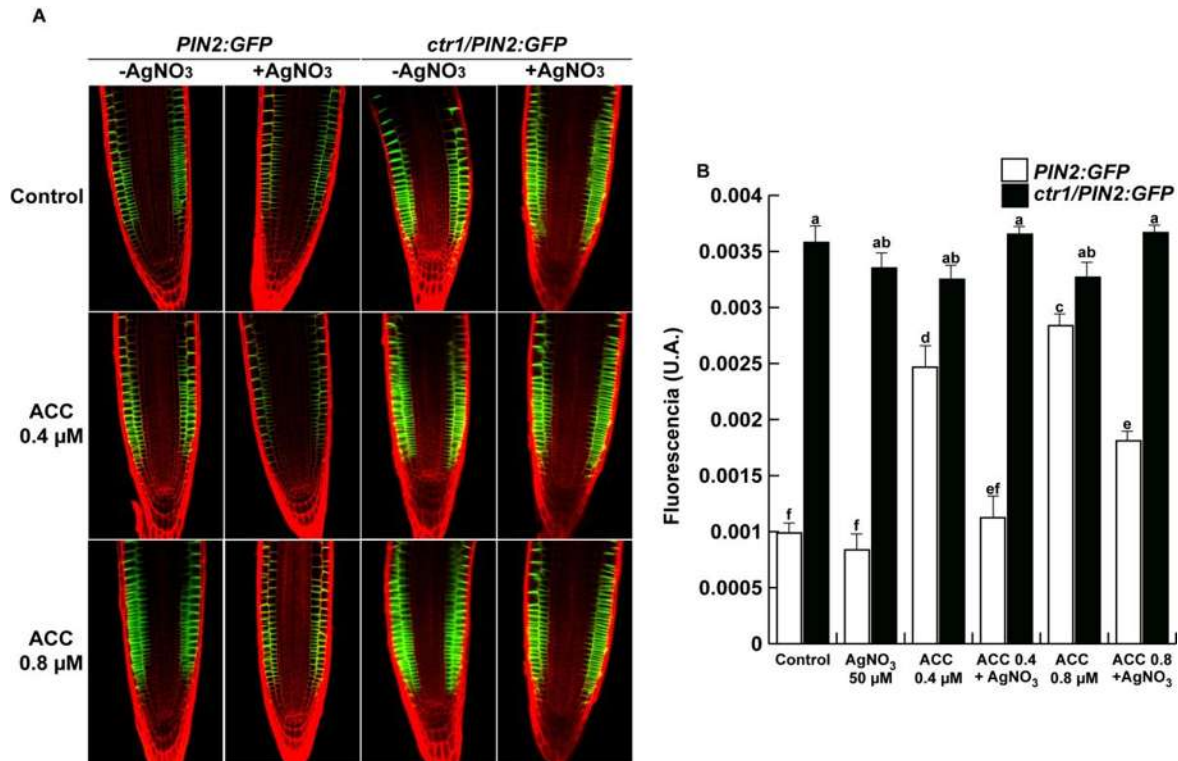 A
PIN2:GFP ctr1/PIN2:GFP
-AgNO3 +AgNO3 -AgNO3 +AgNO3
Control
ACC
0.4 µM
ACC
0.8 µM
B
PIN2:GFP
ctr1/PIN2:GFP
Fluorescencia (U.A.)
0.004
0.0035
0.003
0.0025
0.002
0.0015
0.001
0.0005
0
f a f ab d ab ef a c ab e a
Control AgNO3 ACC ACC 0.4 ACC ACC 0.8
50 µM 0.4 µM + AgNO3 0.8 µM +AgNO3